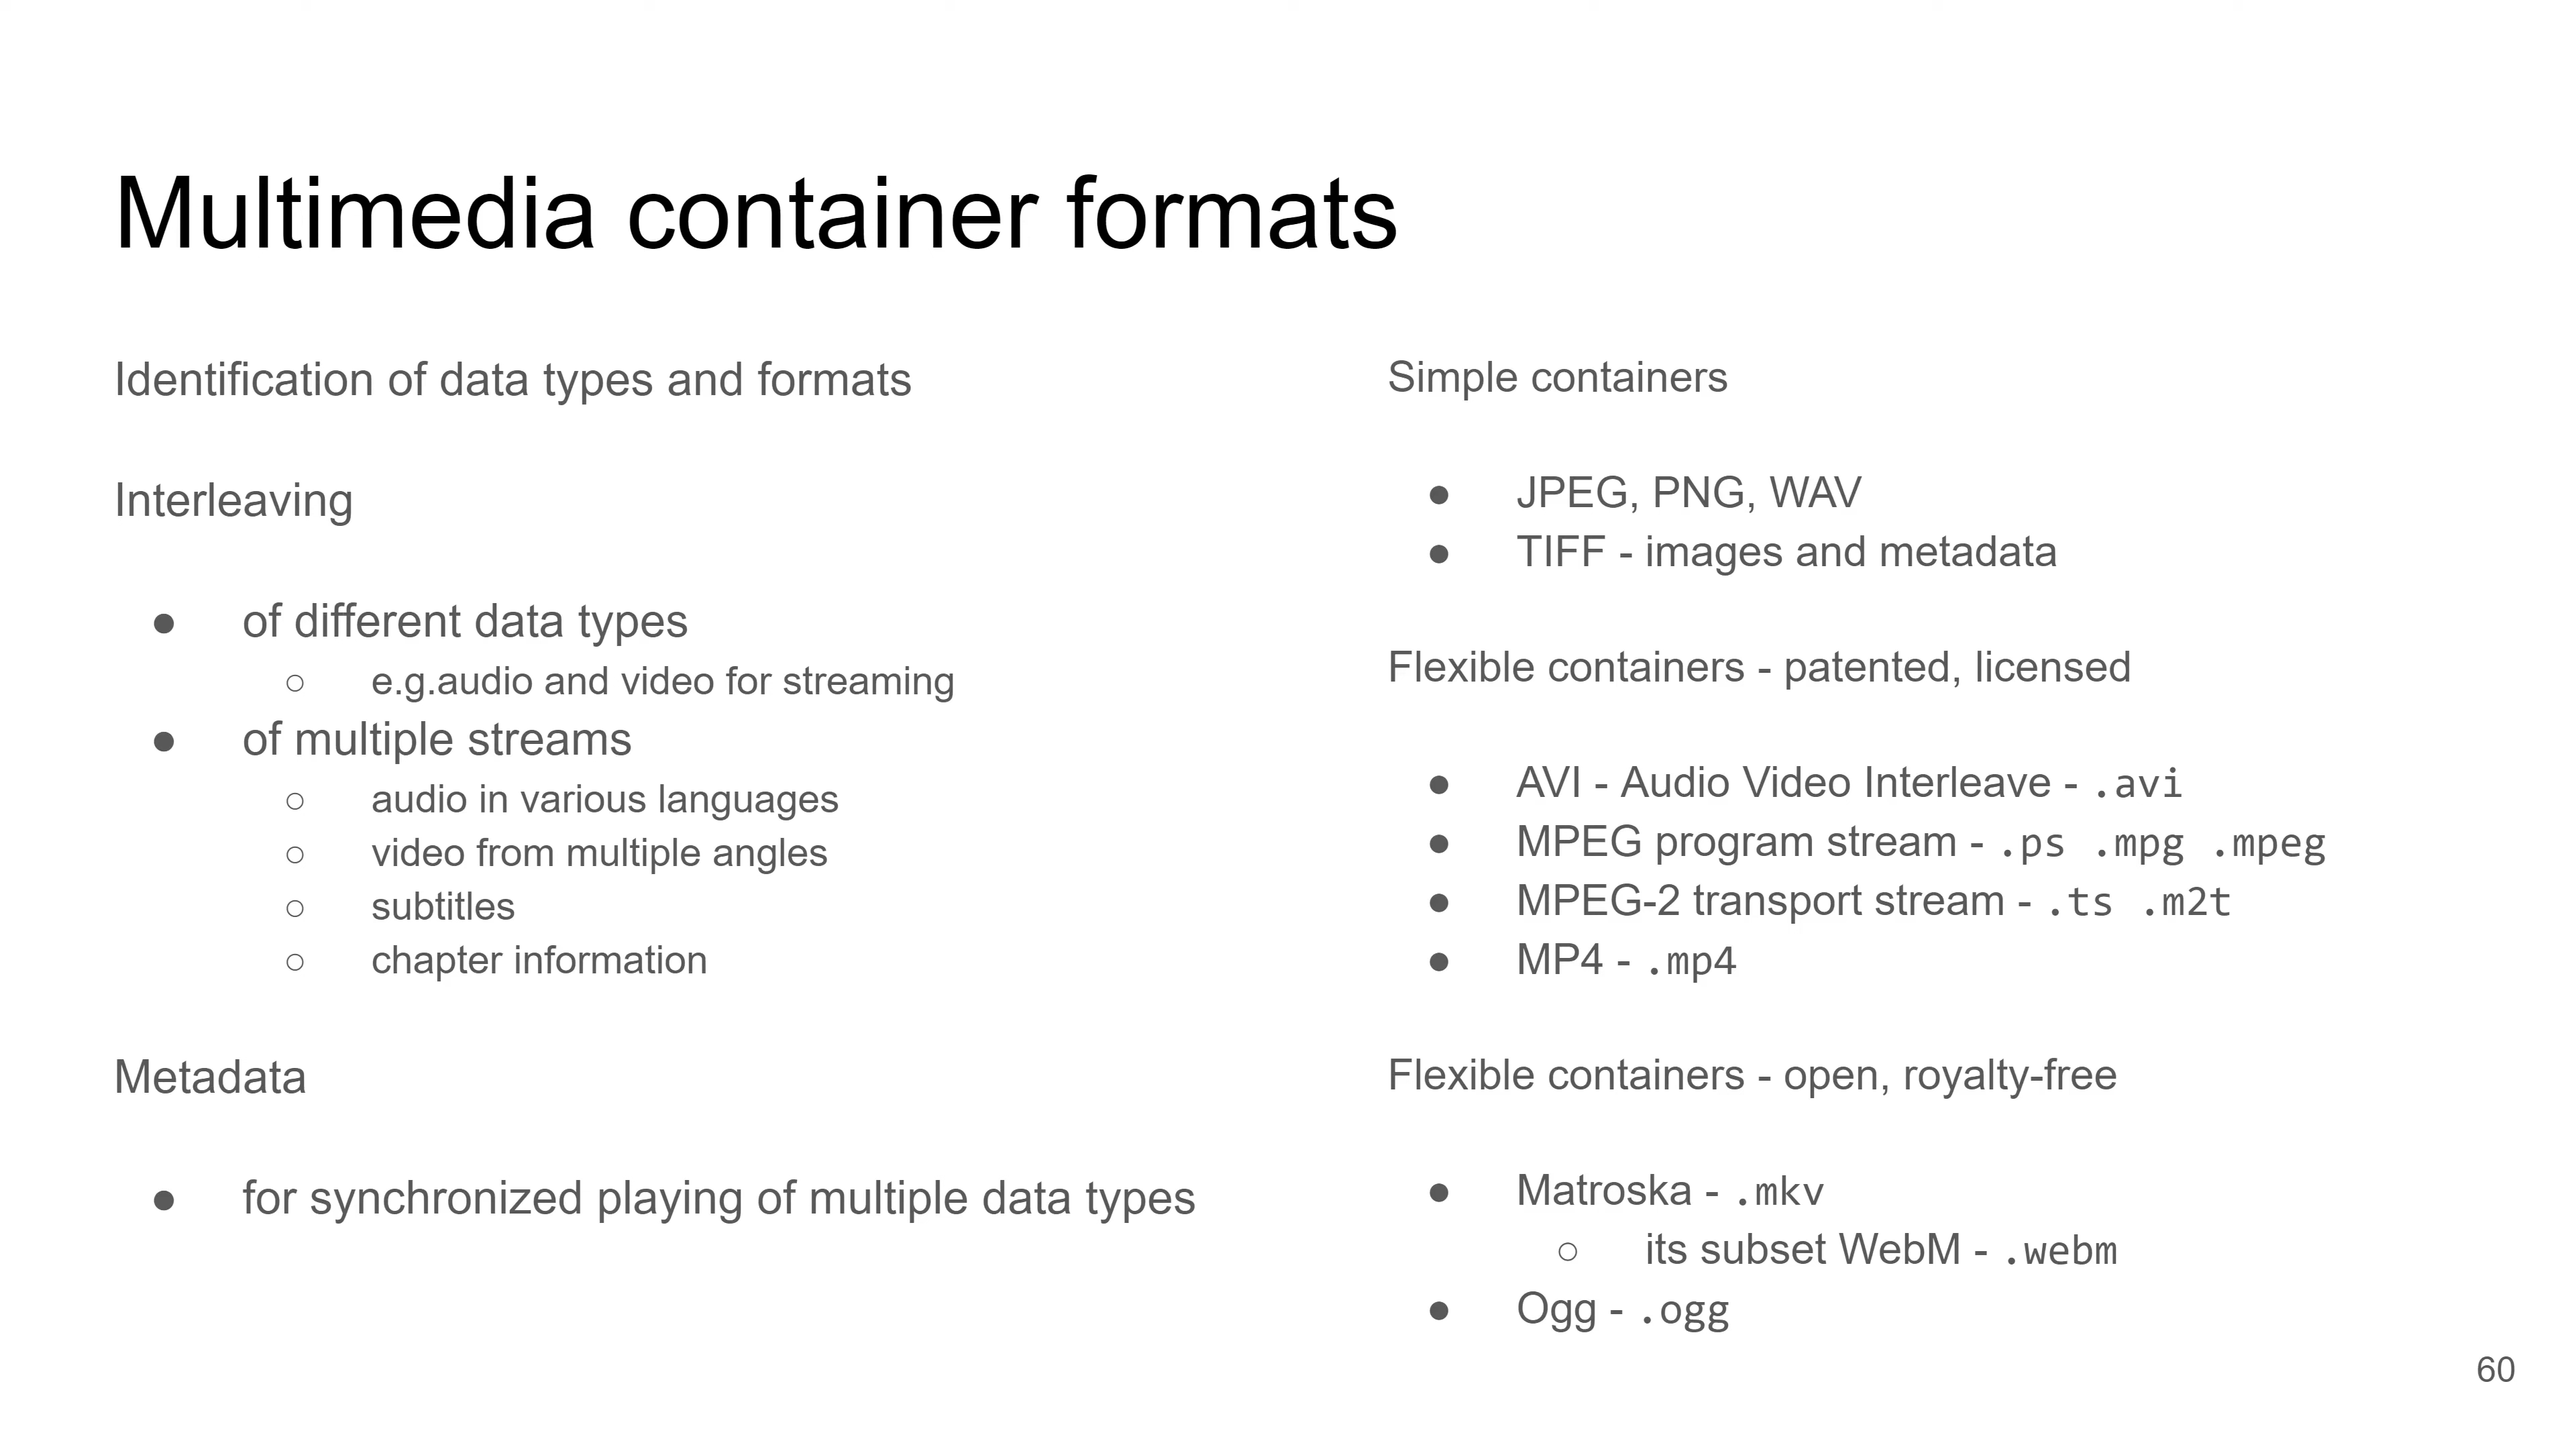 Multimedia container formats
Identification of data types and formats
Interleaving
● of different data types
○ e.g.audio and video for streaming
● of multiple streams
○ audio in various languages
○ video from multiple angles
○ subtitles
○ chapter information
Metadata
● for synchronized playing of multiple data types
Simple containers
● JPEG, PNG, WAV
● TIFF - images and metadata
Flexible containers - patented, licensed
● AVI - Audio Video Interleave - .avi
● MPEG program stream - .ps .mpg .mpeg
● MPEG-2 transport stream - .ts .m2t
● MP4 - .mp4
Flexible containers - open, royalty-free
● Matroska - .mkv
○ its subset WebM - .webm
● Ogg - .ogg
60